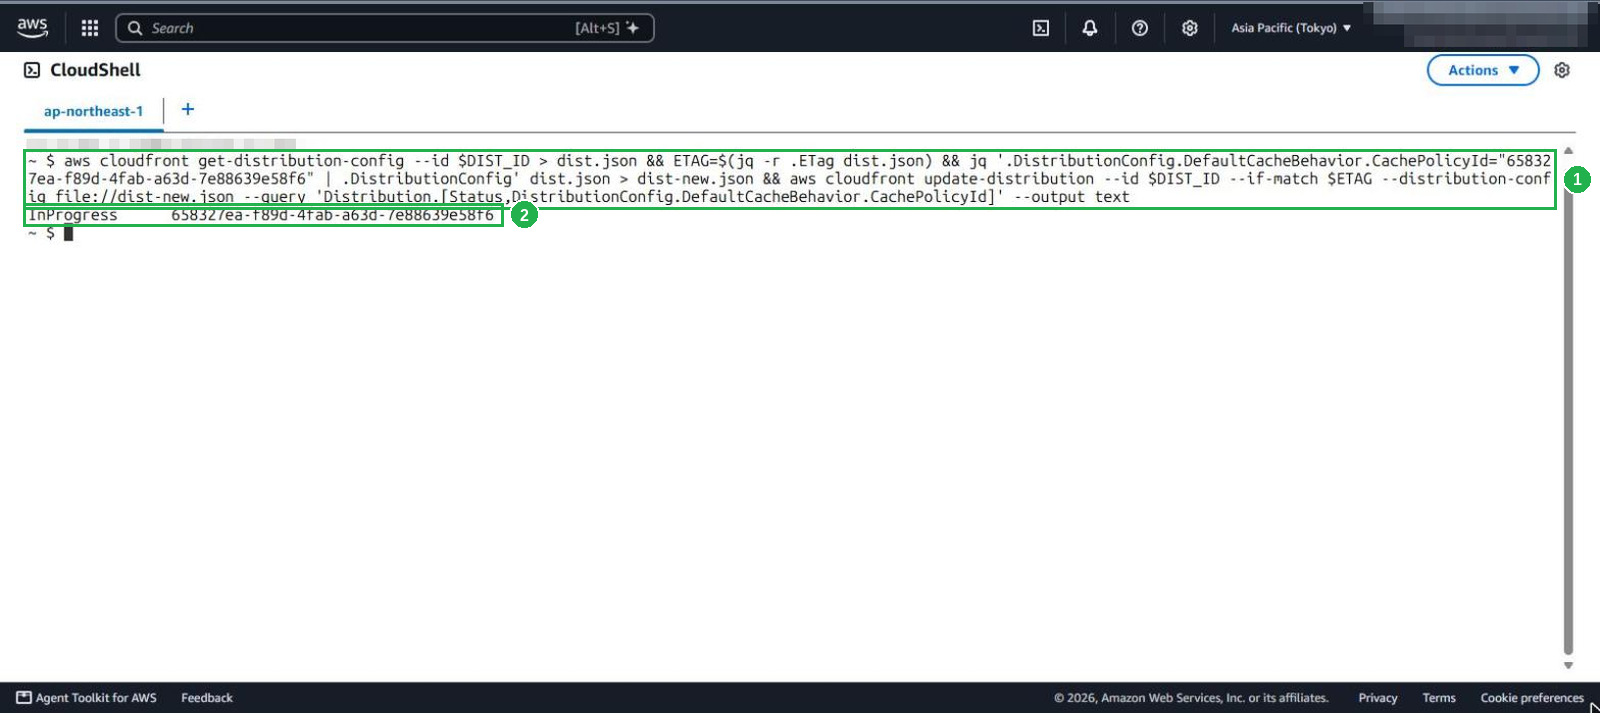 aws
Search
[Alt+S]
Asia Pacific (Tokyo)
CloudShell
Actions
ap-northeast-1
+
~ $ aws cloudfront get-distribution-config --id $DIST_ID > dist.json && ETAG=$(jq -r .ETag dist.json) && jq '.DistributionConfig.DefaultCacheBehavior.CachePolicyId="65832
7ea-f89d-4fab-a63d-7e88639e58f6" | .DistributionConfig' dist.json > dist-new.json && aws cloudfront update-distribution --id $DIST_ID --if-match $ETAG --distribution-conf
ig file://dist-new.json --query 'Distribution.[Status,DistributionConfig.DefaultCacheBehavior.CachePolicyId]' --output text
1
InProgress 658327ea-f89d-4fab-a63d-7e88639e58f6
2
~ $
Agent Toolkit for AWS
Feedback
© 2026, Amazon Web Services, Inc. or its affiliates.
Privacy
Terms
Cookie preferences